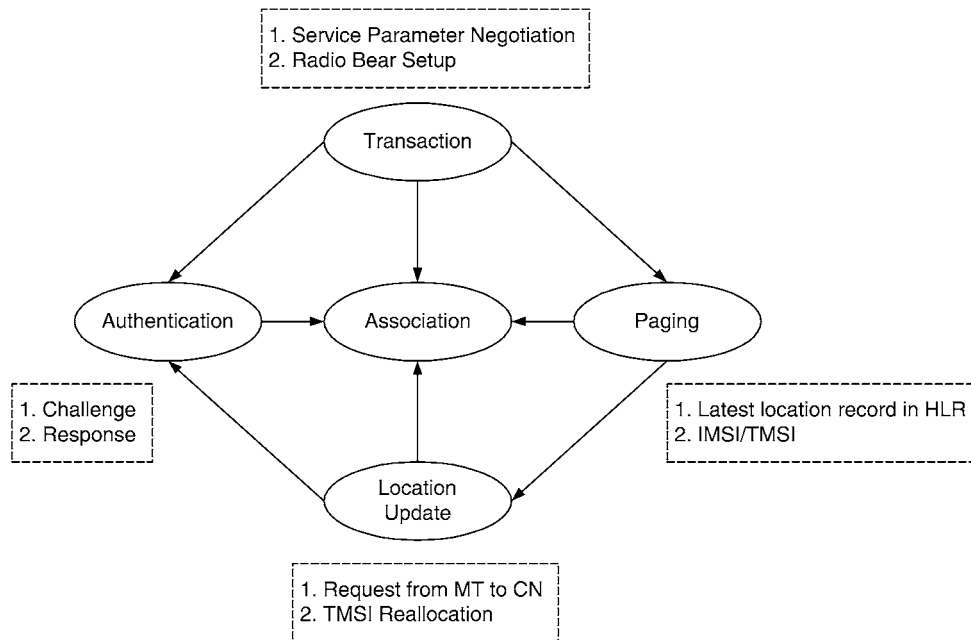 1. Service Parameter Negotiation
2. Radio Bear Setup
Transaction
Authentication
Association
Paging
1. Challenge
2. Response
1. Latest location record in HLR
2. IMSI/TMSI
Location
Update
1. Request from MT to CN
2. TMSI Reallocation